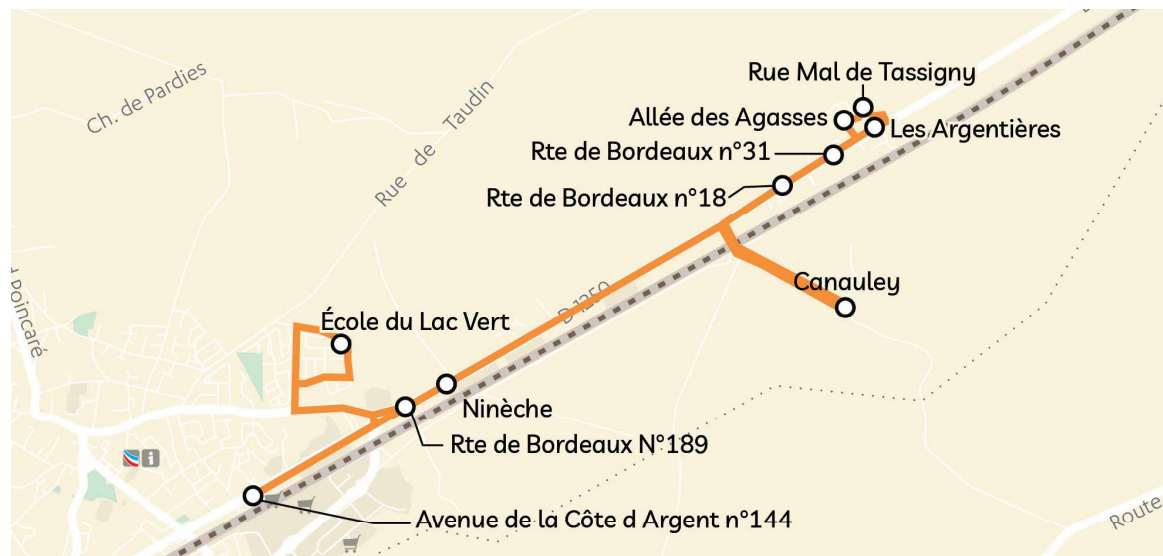 Ch. de Pardies
Rue de Taudin
Rue Mal de Tassigny
Allée des Agasses
Les Argentières
Rte de Bordeaux n°31
Rte de Bordeaux n°18
Canauley
D 1250
Poincaré
École du Lac Vert
Ninèche
Rte de Bordeaux N°189
i
Avenue de la Côte d Argent n°144
Route